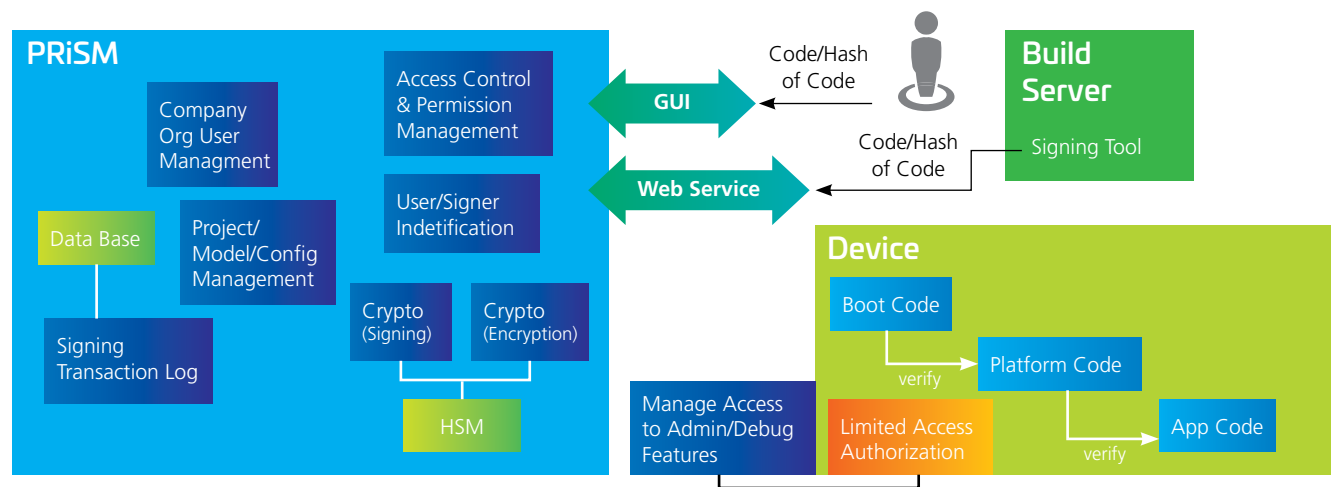 PRiSM
Company
Org User
Managment
Access Control
& Permission
Management
Data Base
Project/
Model/Config
Management
User/Signer
Indetification
Signing
Transaction Log
Crypto
(Signing)
Crypto
(Encryption)
HSM
GUI
Web Service
Code/Hash
of Code
Code/Hash
of Code
Build
Server
Signing Tool
Device
Boot Code
verify
Platform Code
verify
App Code
Manage Access
to Admin/Debug
Features
Limited Access
Authorization